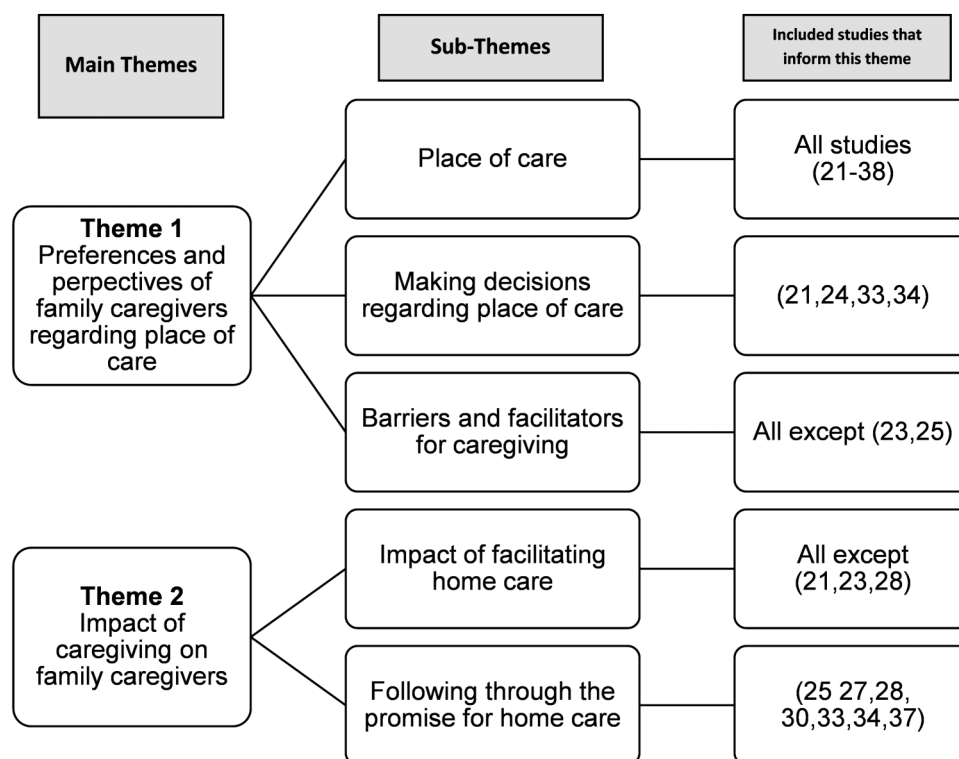 Main Themes
Sub-Themes
Included studies that
inform this theme
Theme 1
Preferences and
perpectives of
family caregivers
regarding place of
care
Place of care
All studies
(21-38)
Making decisions
regarding place of care
(21,24,33,34)
Barriers and facilitators
for caregiving
All except (23,25)
Theme 2
Impact of
caregiving on
family caregivers
Impact of facilitating
home care
All except
(21,23,28)
Following through the
promise for home care
(25 27,28,
30,33,34,37)